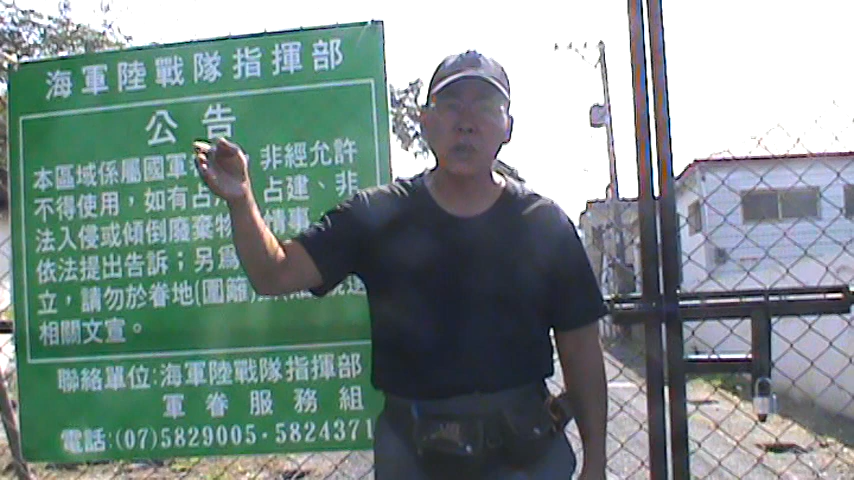 海軍陸戰隊指揮部
公告
本區域係屬國軍 非經允許
不得使用，如有占 占建、非
法入侵或傾倒廢棄物 情事
依法提出告訴；另為
立，請勿於眷地(圍籬)
相關文宣。
聯絡單位:海軍陸戰隊指揮部
軍眷服務組
電話:(07)5829005·5824371